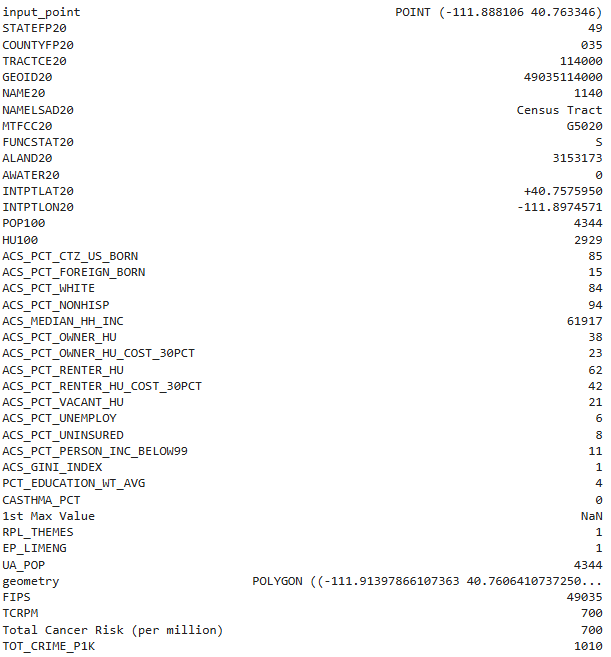 input_point POINT (-111.888106 40.763346)
STATEFP20 49
COUNTYFP20 035
TRACTCE20 114000
GEOID20 49035114000
NAME20 1140
NAMELSAD20 Census Tract
MTFCC20 G5020
FUNCSTAT20 S
ALAND20 3153173
AWATER20 0
INTPTLAT20 +40.7575950
INTPTLON20 -111.8974571
POP100 4344
HU100 2929
ACS_PCT_CTZ_US_BORN 85
ACS_PCT_FOREIGN_BORN 15
ACS_PCT_WHITE 84
ACS_PCT_NONHISP 94
ACS_MEDIAN_HH_INC 61917
ACS_PCT_OWNER_HU 38
ACS_PCT_OWNER_HU_COST_30PCT 23
ACS_PCT_RENTER_HU 62
ACS_PCT_RENTER_HU_COST_30PCT 42
ACS_PCT_VACANT_HU 21
ACS_PCT_UNEMPLOY 6
ACS_PCT_UNINSURED 8
ACS_PCT_PERSON_INC_BELOW99 11
ACS_GINI_INDEX 1
PCT_EDUCATION_WT_AVG 4
CASTHMA_PCT 0
1st Max Value NaN
RPL_THEMES 1
EP_LIMENG 1
UA_POP 4344
geometry POLYGON ((-111.91397866107363 40.7606410737250...
FIPS 49035
TCRPM 700
Total Cancer Risk (per million) 700
TOT_CRIME_P1K 1010